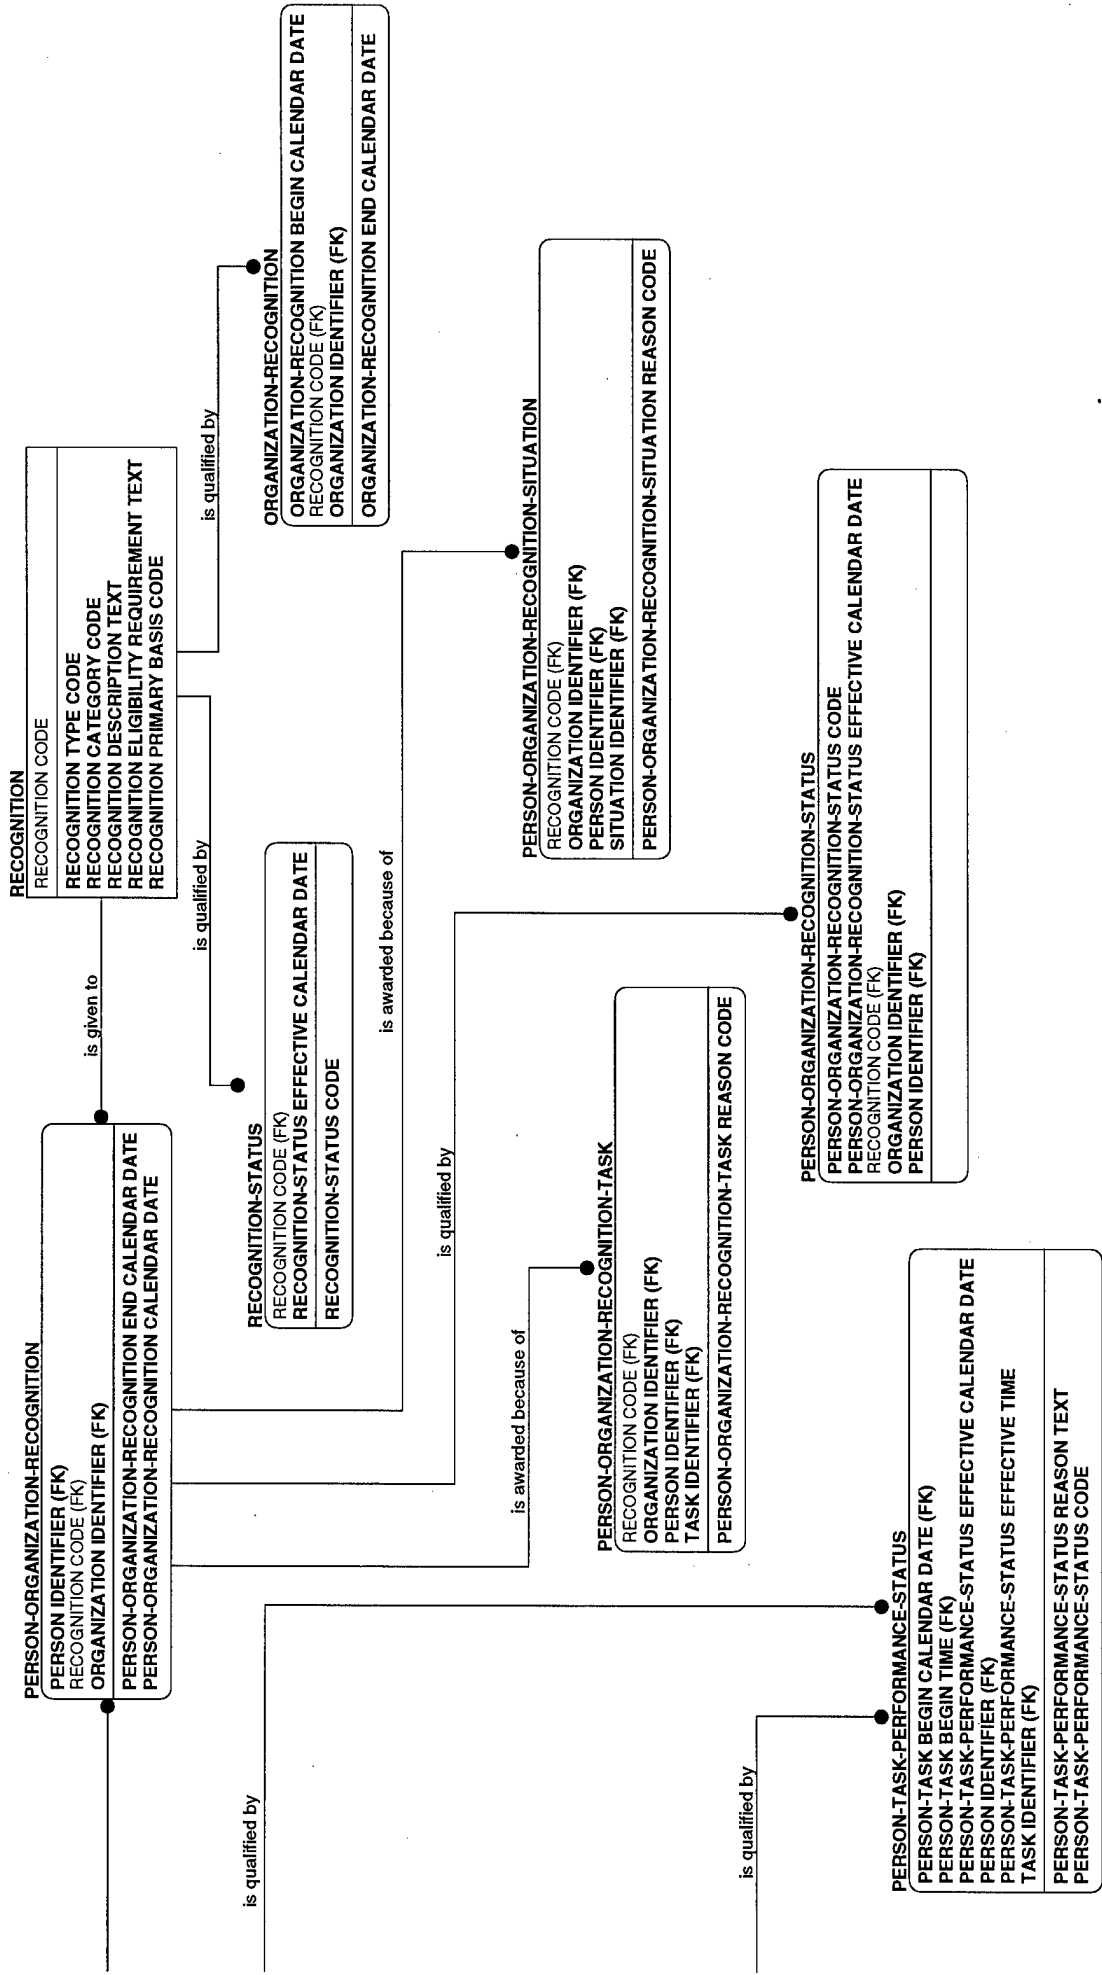 RECOGNITION
RECOGNITION CODE
RECOGNITION TYPE CODE
RECOGNITION CATEGORY CODE
RECOGNITION DESCRIPTION TEXT
RECOGNITION ELIGIBILITY REQUIREMENT TEXT
RECOGNITION PRIMARY BASIS CODE
is given to
is qualified by
is qualified by
PERSON-ORGANIZATION-RECOGNITION
PERSON IDENTIFIER (FK)
RECOGNITION CODE (FK)
ORGANIZATION IDENTIFIER (FK)
PERSON-ORGANIZATION-RECOGNITION END CALENDAR DATE
PERSON-ORGANIZATION-RECOGNITION CALENDAR DATE
RECOGNITION-STATUS
RECOGNITION CODE (FK)
RECOGNITION-STATUS EFFECTIVE CALENDAR DATE
RECOGNITION-STATUS CODE
ORGANIZATION-RECOGNITION
ORGANIZATION-RECOGNITION BEGIN CALENDAR DATE
RECOGNITION CODE (FK)
ORGANIZATION IDENTIFIER (FK)
ORGANIZATION-RECOGNITION END CALENDAR DATE
is qualified by
is awarded because of
is qualified by
is awarded because of
PERSON-ORGANIZATION-RECOGNITION-SITUATION
RECOGNITION CODE (FK)
ORGANIZATION IDENTIFIER (FK)
PERSON IDENTIFIER (FK)
SITUATION IDENTIFIER (FK)
PERSON-ORGANIZATION-RECOGNITION-SITUATION REASON CODE
PERSON-ORGANIZATION-RECOGNITION-TASK
RECOGNITION CODE (FK)
ORGANIZATION IDENTIFIER (FK)
PERSON IDENTIFIER (FK)
TASK IDENTIFIER (FK)
PERSON-ORGANIZATION-RECOGNITION-TASK REASON CODE
is qualified by
PERSON-ORGANIZATION-RECOGNITION-STATUS
PERSON-ORGANIZATION-RECOGNITION-STATUS CODE
PERSON-ORGANIZATION-RECOGNITION-STATUS EFFECTIVE CALENDAR DATE
RECOGNITION CODE (FK)
ORGANIZATION IDENTIFIER (FK)
PERSON IDENTIFIER (FK)
PERSON-TASK-PERFORMANCE-STATUS
PERSON-TASK BEGIN CALENDAR DATE (FK)
PERSON-TASK BEGIN TIME (FK)
PERSON-TASK-PERFORMANCE-STATUS EFFECTIVE CALENDAR DATE
PERSON IDENTIFIER (FK)
PERSON-TASK-PERFORMANCE-STATUS EFFECTIVE TIME
TASK IDENTIFIER (FK)
PERSON-TASK-PERFORMANCE-STATUS REASON TEXT
PERSON-TASK-PERFORMANCE-STATUS CODE